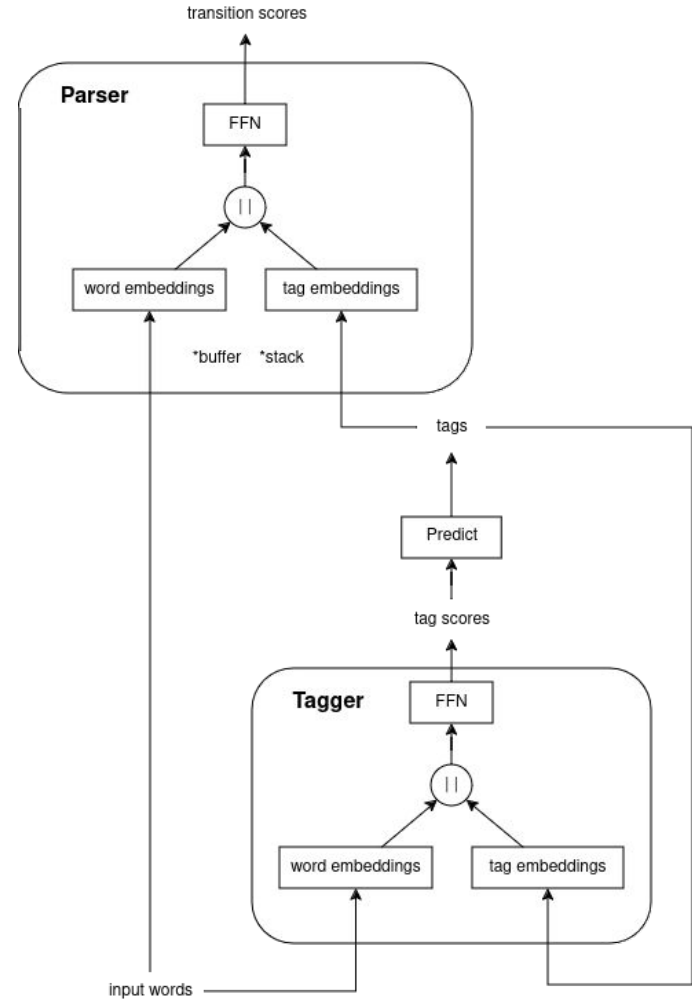 transition scores
Parser
FFN
||
word embeddings
tag embeddings
*buffer *stack
tags
Predict
tag scores
Tagger
FFN
||
word embeddings
tag embeddings
input words